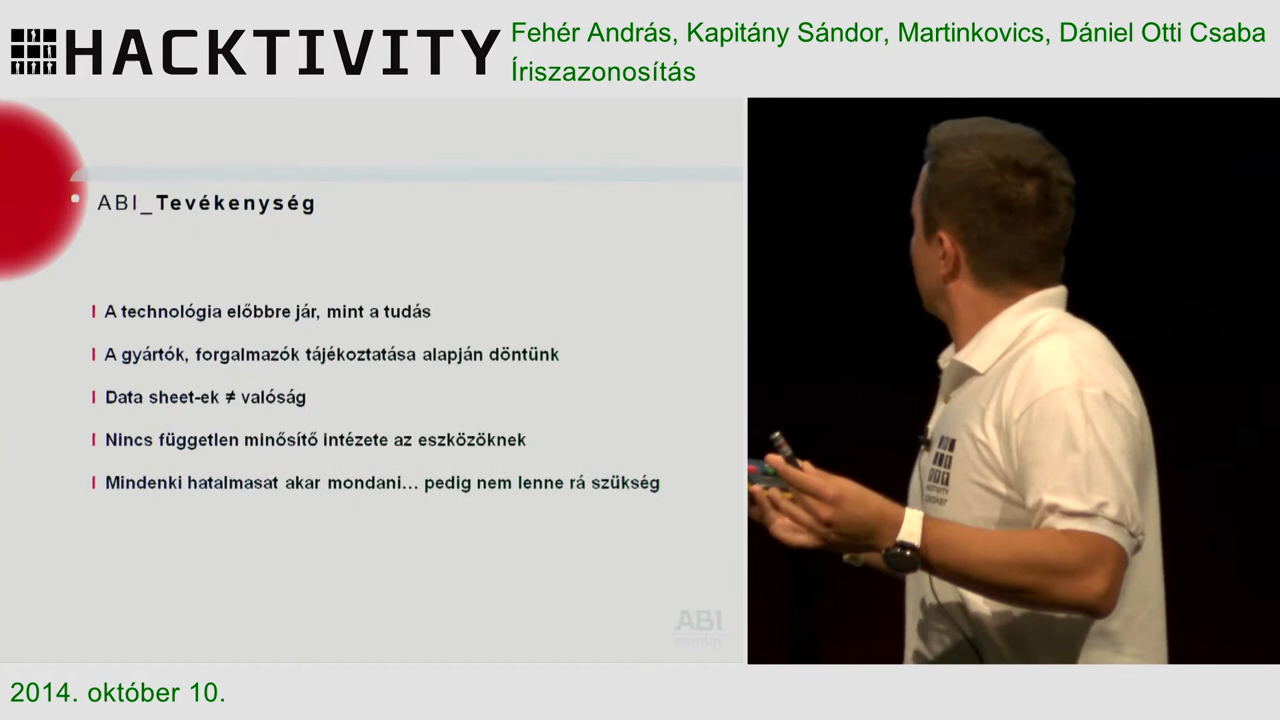 HACKTIVITY
Fehér András, Kapitány Sándor, Martinkovics, Dániel Otti Csaba
Íriszazonosítás
ABI_Tevékenység
A technológia előbbre jár, mint a tudás
A gyártók, forgalmazók tájékoztatása alapján döntünk
Data sheet-ek ≠ valóság
Nincs független minősítő intézete az eszközöknek
Mindenki hatalmasat akar mondani... pedig nem lenne rá szükség
ABI
2014. október 10.